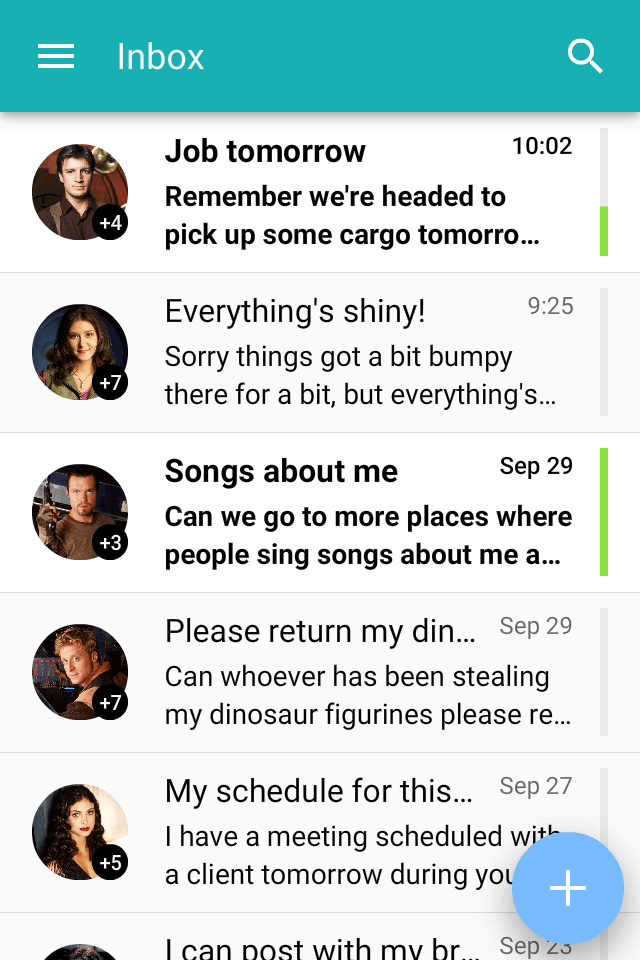 Inbox
Job tomorrow 10:02
Remember we're headed to
pick up some cargo tomorro…
+4
Everything's shiny! 9:25
Sorry things got a bit bumpy
there for a bit, but everything's…
+7
Songs about me Sep 29
Can we go to more places where
people sing songs about me a…
+3
Please return my din… Sep 29
Can whoever has been stealing
my dinosaur figurines please re…
+7
My schedule for this… Sep 27
I have a meeting scheduled with
a client tomorrow during you
+5
I can post with my br… Sep 23